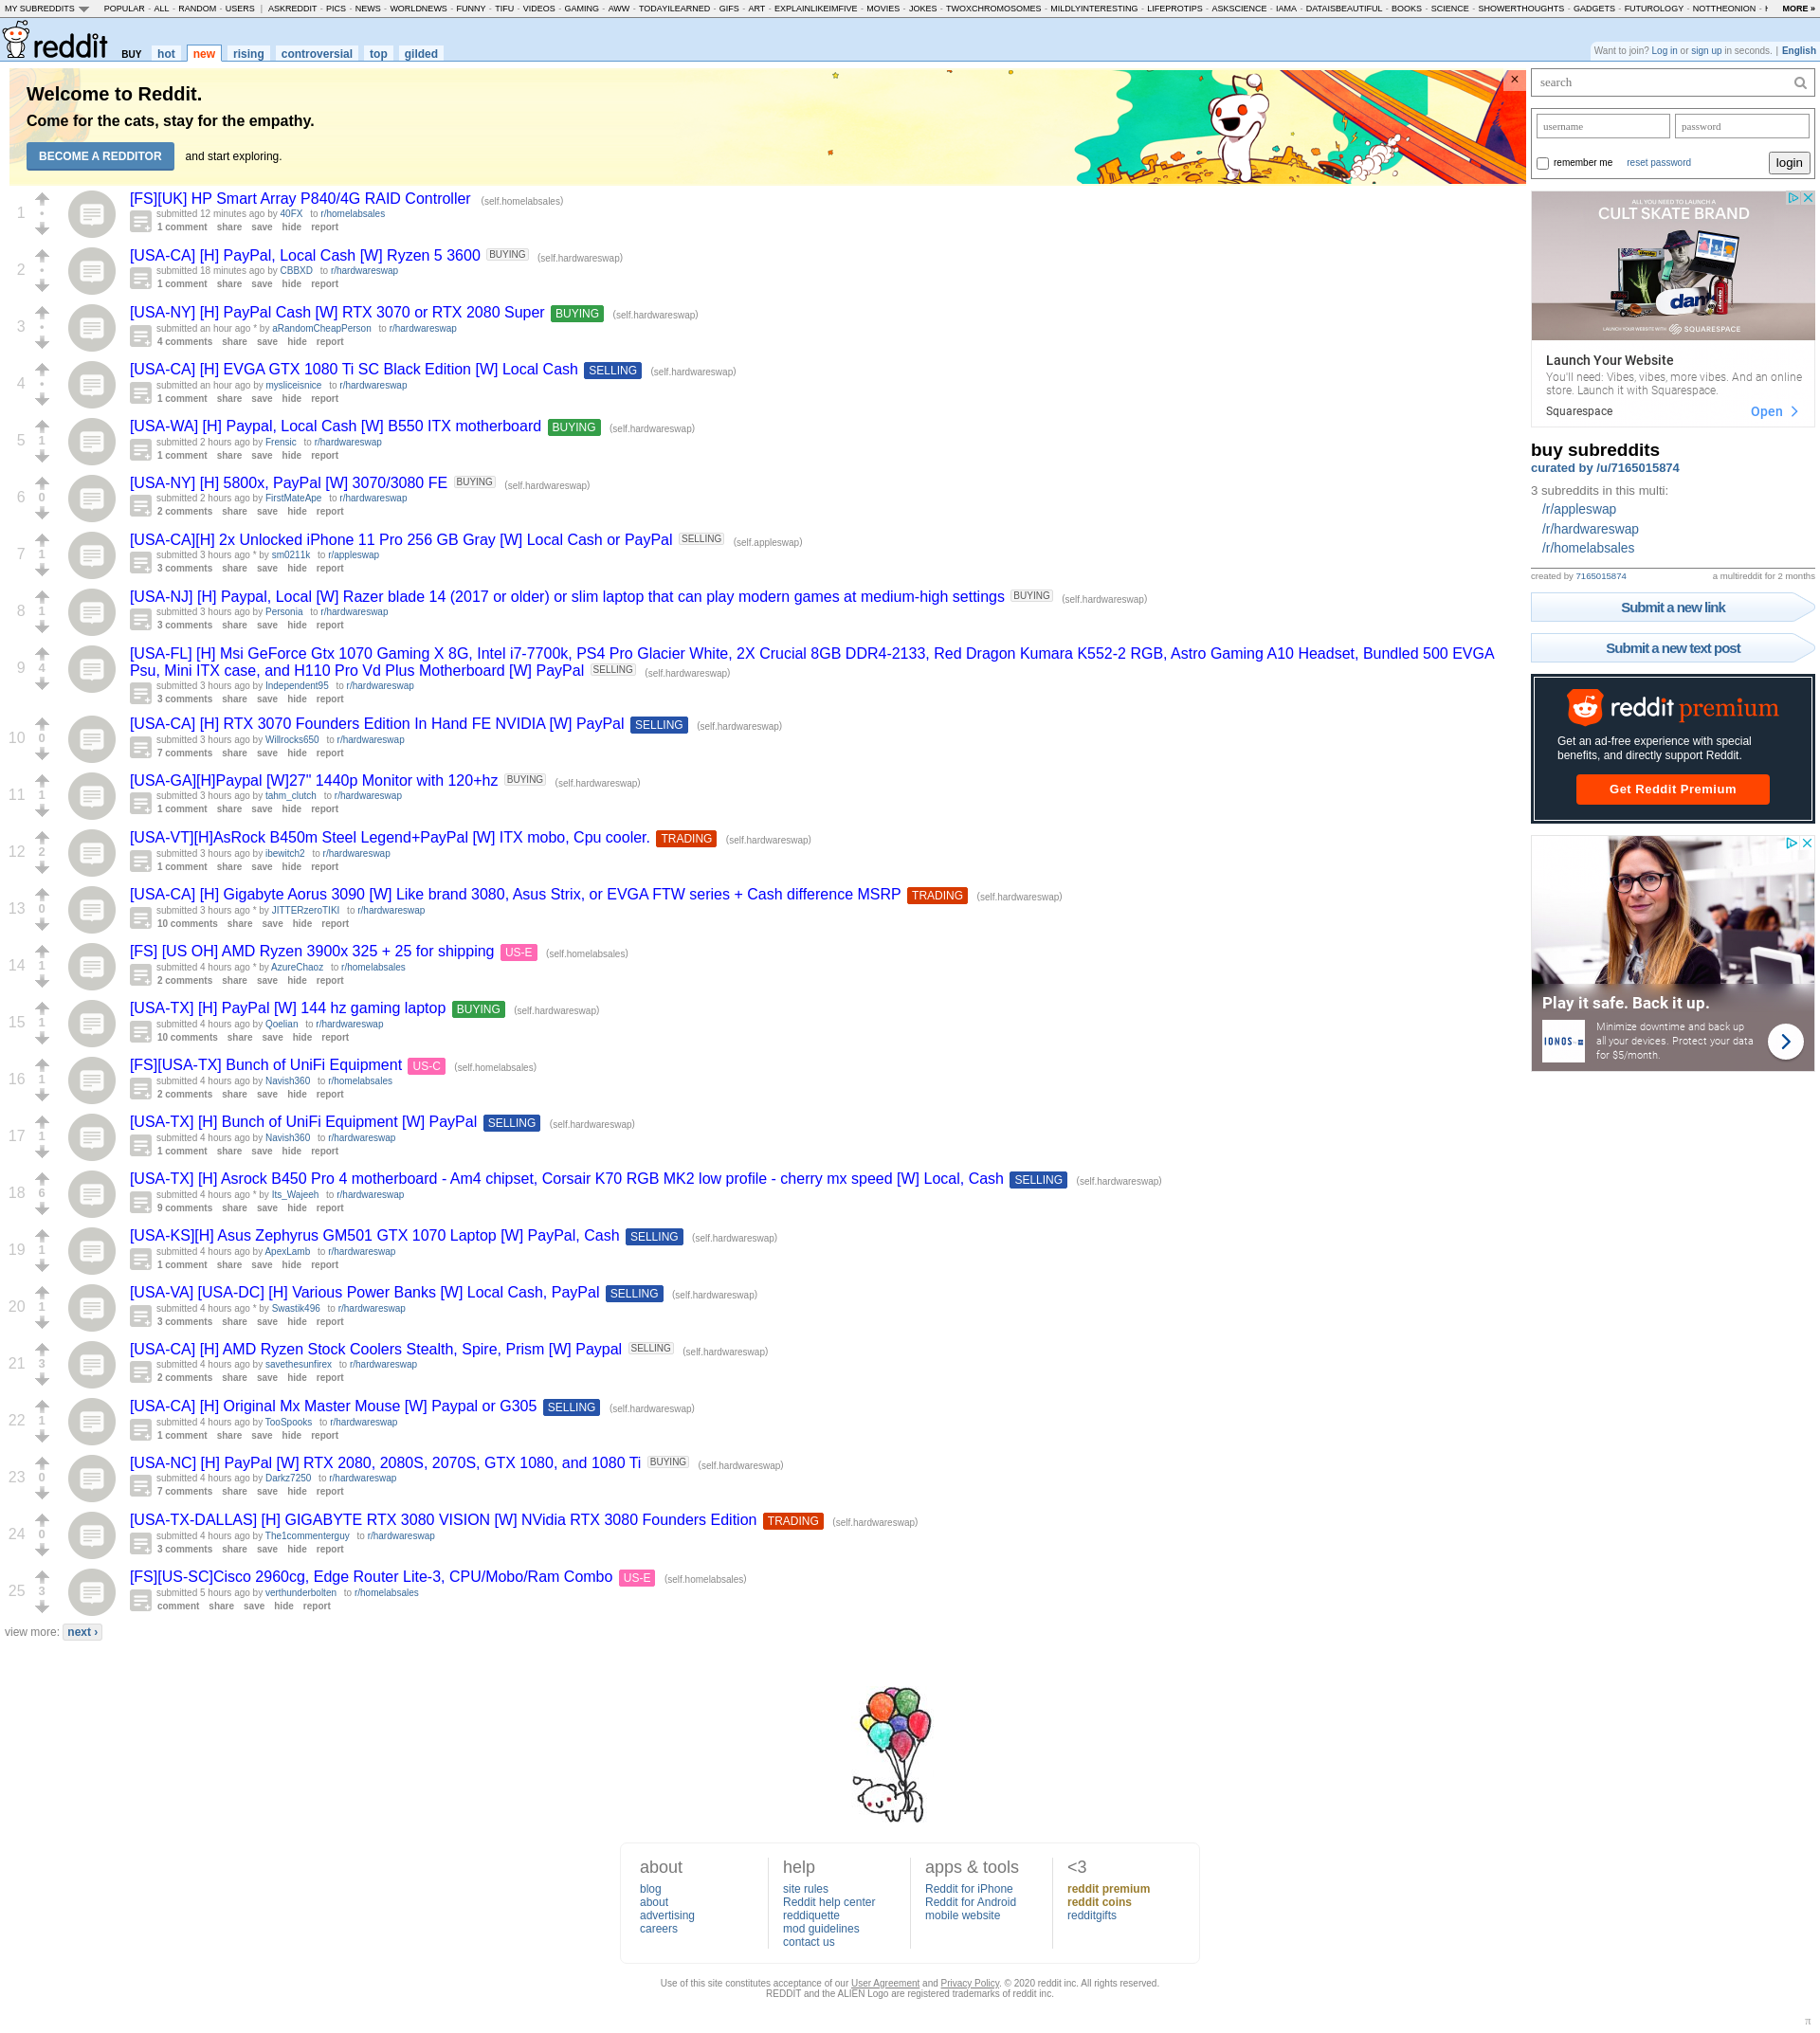 MY SUBREDDITS POPULAR - ALL - RANDOM - USERS | ASKREDDIT - PICS - NEWS - WORLDNEWS - FUNNY - TIFU - VIDEOS - GAMING - AWW - TODAYILEARNED - GIFS - ART - EXPLAINLIKEIMFIVE - MOVIES - JOKES - TWOXCHROMOSOMES - MILDLYINTERESTING - LIFEPROTIPS - ASKSCIENCE - IAMA - DATAISBEAUTIFUL - BOOKS - SCIENCE - SHOWERTHOUGHTS - GADGETS - FUTUROLOGY - NOTTHEONION - MORE »
reddit BUY hot new rising controversial top gilded
Want to join? Log in or sign up in seconds. | English
Welcome to Reddit.
Come for the cats, stay for the empathy.
BECOME A REDDITOR and start exploring.
×
1
[FS][UK] HP Smart Array P840/4G RAID Controller (self.homelabsales)
submitted 12 minutes ago by 40FX to r/homelabsales
1 comment share save hide report
2
[USA-CA] [H] PayPal, Local Cash [W] Ryzen 5 3600 BUYING (self.hardwareswap)
submitted 18 minutes ago by CBBXD to r/hardwareswap
1 comment share save hide report
3
[USA-NY] [H] PayPal Cash [W] RTX 3070 or RTX 2080 Super BUYING (self.hardwareswap)
submitted an hour ago * by aRandomCheapPerson to r/hardwareswap
4 comments share save hide report
4
[USA-CA] [H] EVGA GTX 1080 Ti SC Black Edition [W] Local Cash SELLING (self.hardwareswap)
submitted an hour ago by mysliceisnice to r/hardwareswap
1 comment share save hide report
5 1
[USA-WA] [H] Paypal, Local Cash [W] B550 ITX motherboard BUYING (self.hardwareswap)
submitted 2 hours ago by Frensic to r/hardwareswap
1 comment share save hide report
6 0
[USA-NY] [H] 5800x, PayPal [W] 3070/3080 FE BUYING (self.hardwareswap)
submitted 2 hours ago by FirstMateApe to r/hardwareswap
2 comments share save hide report
7 1
[USA-CA][H] 2x Unlocked iPhone 11 Pro 256 GB Gray [W] Local Cash or PayPal SELLING (self.appleswap)
submitted 3 hours ago * by sm0211k to r/appleswap
3 comments share save hide report
8 1
[USA-NJ] [H] Paypal, Local [W] Razer blade 14 (2017 or older) or slim laptop that can play modern games at medium-high settings BUYING (self.hardwareswap)
submitted 3 hours ago by Personia to r/hardwareswap
3 comments share save hide report
9 4
[USA-FL] [H] Msi GeForce Gtx 1070 Gaming X 8G, Intel i7-7700k, PS4 Pro Glacier White, 2X Crucial 8GB DDR4-2133, Red Dragon Kumara K552-2 RGB, Astro Gaming A10 Headset, Bundled 500 EVGA
Psu, Mini ITX case, and H110 Pro Vd Plus Motherboard [W] PayPal SELLING (self.hardwareswap)
submitted 3 hours ago by Independent95 to r/hardwareswap
3 comments share save hide report
10 0
[USA-CA] [H] RTX 3070 Founders Edition In Hand FE NVIDIA [W] PayPal SELLING (self.hardwareswap)
submitted 3 hours ago by Willrocks650 to r/hardwareswap
7 comments share save hide report
11 1
[USA-GA][H]Paypal [W]27" 1440p Monitor with 120+hz BUYING (self.hardwareswap)
submitted 3 hours ago by tahm_clutch to r/hardwareswap
1 comment share save hide report
12 2
[USA-VT][H]AsRock B450m Steel Legend+PayPal [W] ITX mobo, Cpu cooler. TRADING (self.hardwareswap)
submitted 3 hours ago by ibewitch2 to r/hardwareswap
1 comment share save hide report
13 0
[USA-CA] [H] Gigabyte Aorus 3090 [W] Like brand 3080, Asus Strix, or EVGA FTW series + Cash difference MSRP TRADING (self.hardwareswap)
submitted 3 hours ago * by JITTERzeroTIKI to r/hardwareswap
10 comments share save hide report
14 1
[FS] [US OH] AMD Ryzen 3900x 325 + 25 for shipping US-E (self.homelabsales)
submitted 4 hours ago * by AzureChaoz to r/homelabsales
2 comments share save hide report
15 1
[USA-TX] [H] PayPal [W] 144 hz gaming laptop BUYING (self.hardwareswap)
submitted 4 hours ago by Qoelian to r/hardwareswap
10 comments share save hide report
16 1
[FS][USA-TX] Bunch of UniFi Equipment US-C (self.homelabsales)
submitted 4 hours ago by Navish360 to r/homelabsales
2 comments share save hide report
17 1
[USA-TX] [H] Bunch of UniFi Equipment [W] PayPal SELLING (self.hardwareswap)
submitted 4 hours ago by Navish360 to r/hardwareswap
1 comment share save hide report
18 6
[USA-TX] [H] Asrock B450 Pro 4 motherboard - Am4 chipset, Corsair K70 RGB MK2 low profile - cherry mx speed [W] Local, Cash SELLING (self.hardwareswap)
submitted 4 hours ago * by Its_Wajeeh to r/hardwareswap
9 comments share save hide report
19 1
[USA-KS][H] Asus Zephyrus GM501 GTX 1070 Laptop [W] PayPal, Cash SELLING (self.hardwareswap)
submitted 4 hours ago by ApexLamb to r/hardwareswap
1 comment share save hide report
20 1
[USA-VA] [USA-DC] [H] Various Power Banks [W] Local Cash, PayPal SELLING (self.hardwareswap)
submitted 4 hours ago * by Swastik496 to r/hardwareswap
3 comments share save hide report
21 3
[USA-CA] [H] AMD Ryzen Stock Coolers Stealth, Spire, Prism [W] Paypal SELLING (self.hardwareswap)
submitted 4 hours ago by savethesunfirex to r/hardwareswap
2 comments share save hide report
22 1
[USA-CA] [H] Original Mx Master Mouse [W] Paypal or G305 SELLING (self.hardwareswap)
submitted 4 hours ago by TooSpooks to r/hardwareswap
1 comment share save hide report
23 0
[USA-NC] [H] PayPal [W] RTX 2080, 2080S, 2070S, GTX 1080, and 1080 Ti BUYING (self.hardwareswap)
submitted 4 hours ago by Darkz7250 to r/hardwareswap
7 comments share save hide report
24 0
[USA-TX-DALLAS] [H] GIGABYTE RTX 3080 VISION [W] NVidia RTX 3080 Founders Edition TRADING (self.hardwareswap)
submitted 4 hours ago by The1commenterguy to r/hardwareswap
3 comments share save hide report
25 3
[FS][US-SC]Cisco 2960cg, Edge Router Lite-3, CPU/Mobo/Ram Combo US-E (self.homelabsales)
submitted 5 hours ago by verthunderbolten to r/homelabsales
comment share save hide report
view more: next ›
search
username password
remember me reset password login
ALL YOU NEED TO LAUNCH A
CULT SKATE BRAND
dam
LAUNCH YOUR WEBSITE WITH SQUARESPACE
Launch Your Website
You'll need: Vibes, vibes, more vibes. And an online
store. Launch it with Squarespace.
Squarespace Open
buy subreddits
curated by /u/7165015874
3 subreddits in this multi:
/r/appleswap
/r/hardwareswap
/r/homelabsales
created by 7165015874 a multireddit for 2 months
Submit a new link
Submit a new text post
reddit premium
Get an ad-free experience with special
benefits, and directly support Reddit.
Get Reddit Premium
Play it safe. Back it up.
IONOS
Minimize downtime and back up
all your devices. Protect your data
for $5/month.
about
blog
about
advertising
careers
help
site rules
Reddit help center
reddiquette
mod guidelines
contact us
apps & tools
Reddit for iPhone
Reddit for Android
mobile website
<3
reddit premium
reddit coins
redditgifts
Use of this site constitutes acceptance of our User Agreement and Privacy Policy. © 2020 reddit inc. All rights reserved.
REDDIT and the ALIEN Logo are registered trademarks of reddit inc.
π